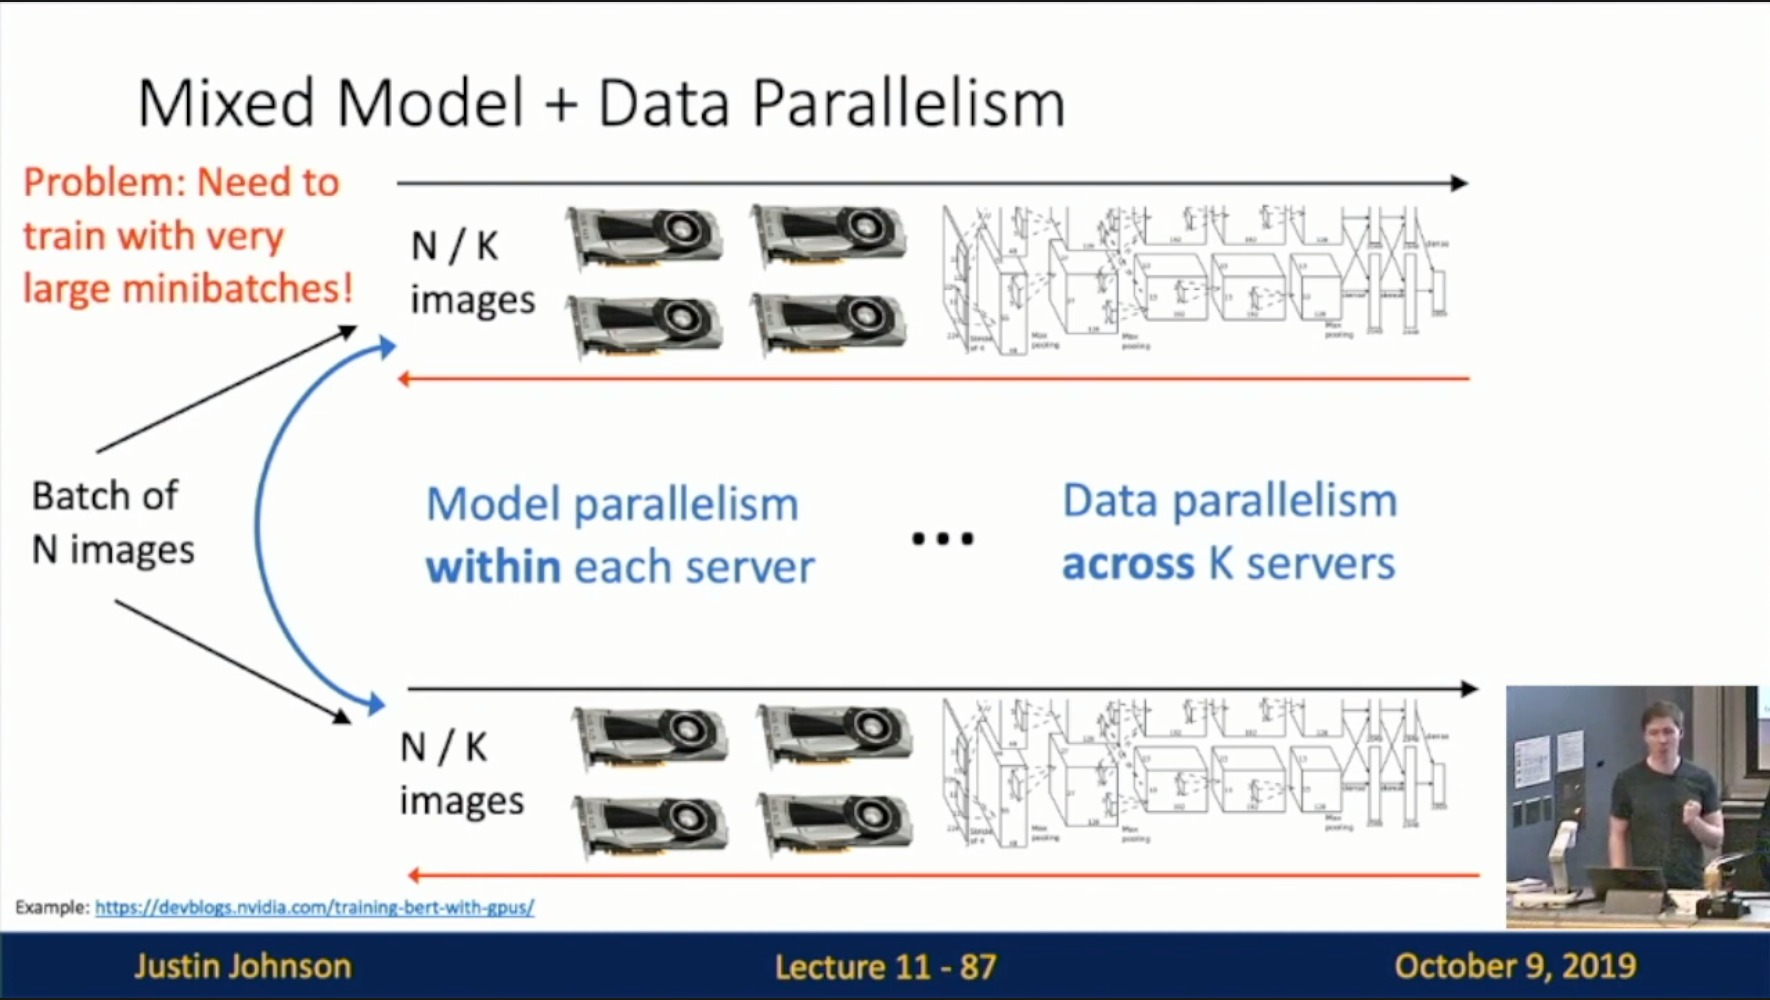 Mixed Model + Data Parallelism
Problem: Need to
train with very
large minibatches!
N / K
images
Batch of
N images
Model parallelism
within each server
...
Data parallelism
across K servers
N / K
images
Example: https://devblogs.nvidia.com/training-bert-with-gpus/
Justin Johnson
Lecture 11 - 87
October 9, 2019